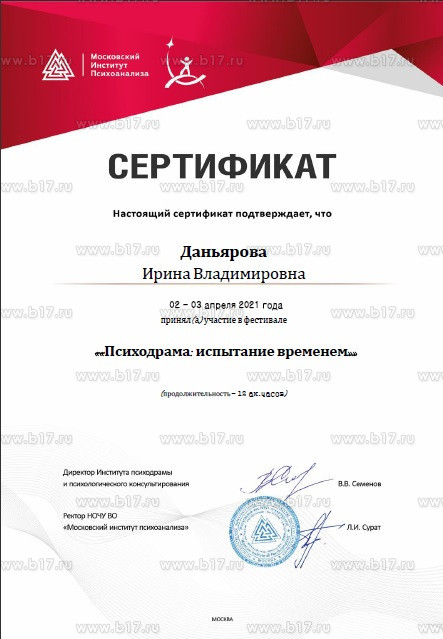 Московский
Институт
Психоанализа
СЕРТИФИКАТ
Настоящий сертификат подтверждает, что
Даньярова
Ирина Владимировна
02 – 03 апреля 2021 года
принял (а) участие в фестивале
««Психодрама: испытание временем»»
(продолжительность – 12 ак.часов)
Директор Института психодрамы
и психологического консультирования
В.В. Семенов
Ректор НОЧУ ВО
«Московский институт психоанализа»
Л.И. Сурат
МОСКВА
www.b17.ru